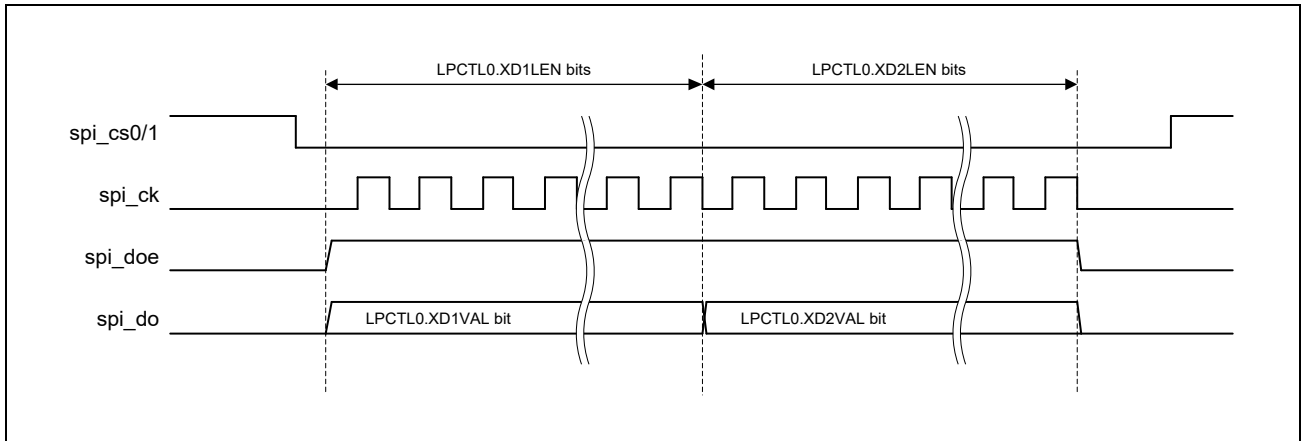 LPCTL0.XD1LEN bits
LPCTL0.XD2LEN bits
spi_cs0/1
spi_ck
spi_doe
spi_do
LPCTL0.XD1VAL bit
LPCTL0.XD2VAL bit